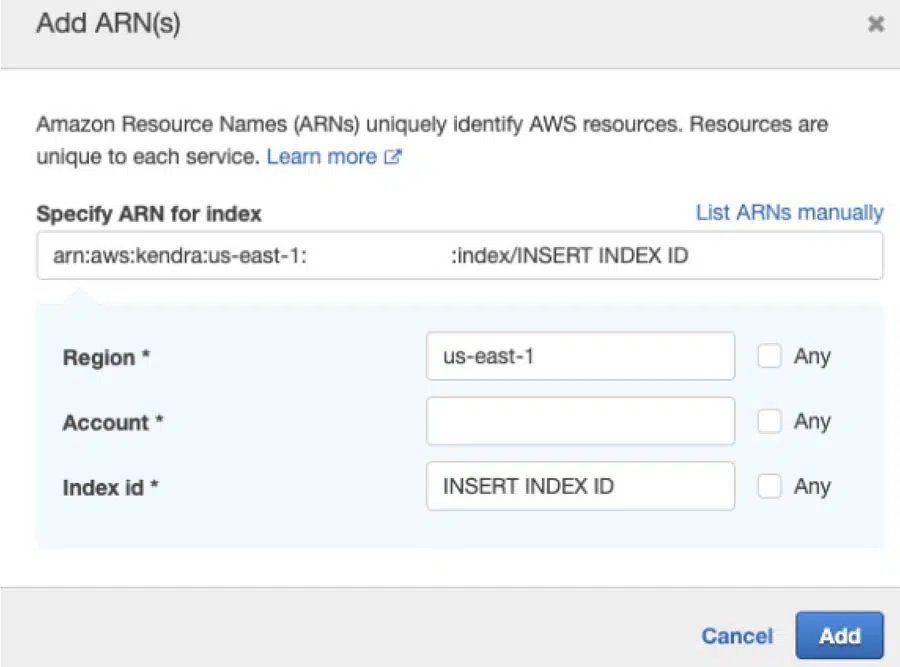 Add ARN(s)
Amazon Resource Names (ARNs) uniquely identify AWS resources. Resources are
unique to each service. Learn more
Specify ARN for index
List ARNs manually
arn:aws:kendra:us-east-1: :index/INSERT INDEX ID
Region * us-east-1 Any
Account * Any
Index id * INSERT INDEX ID Any
Cancel Add